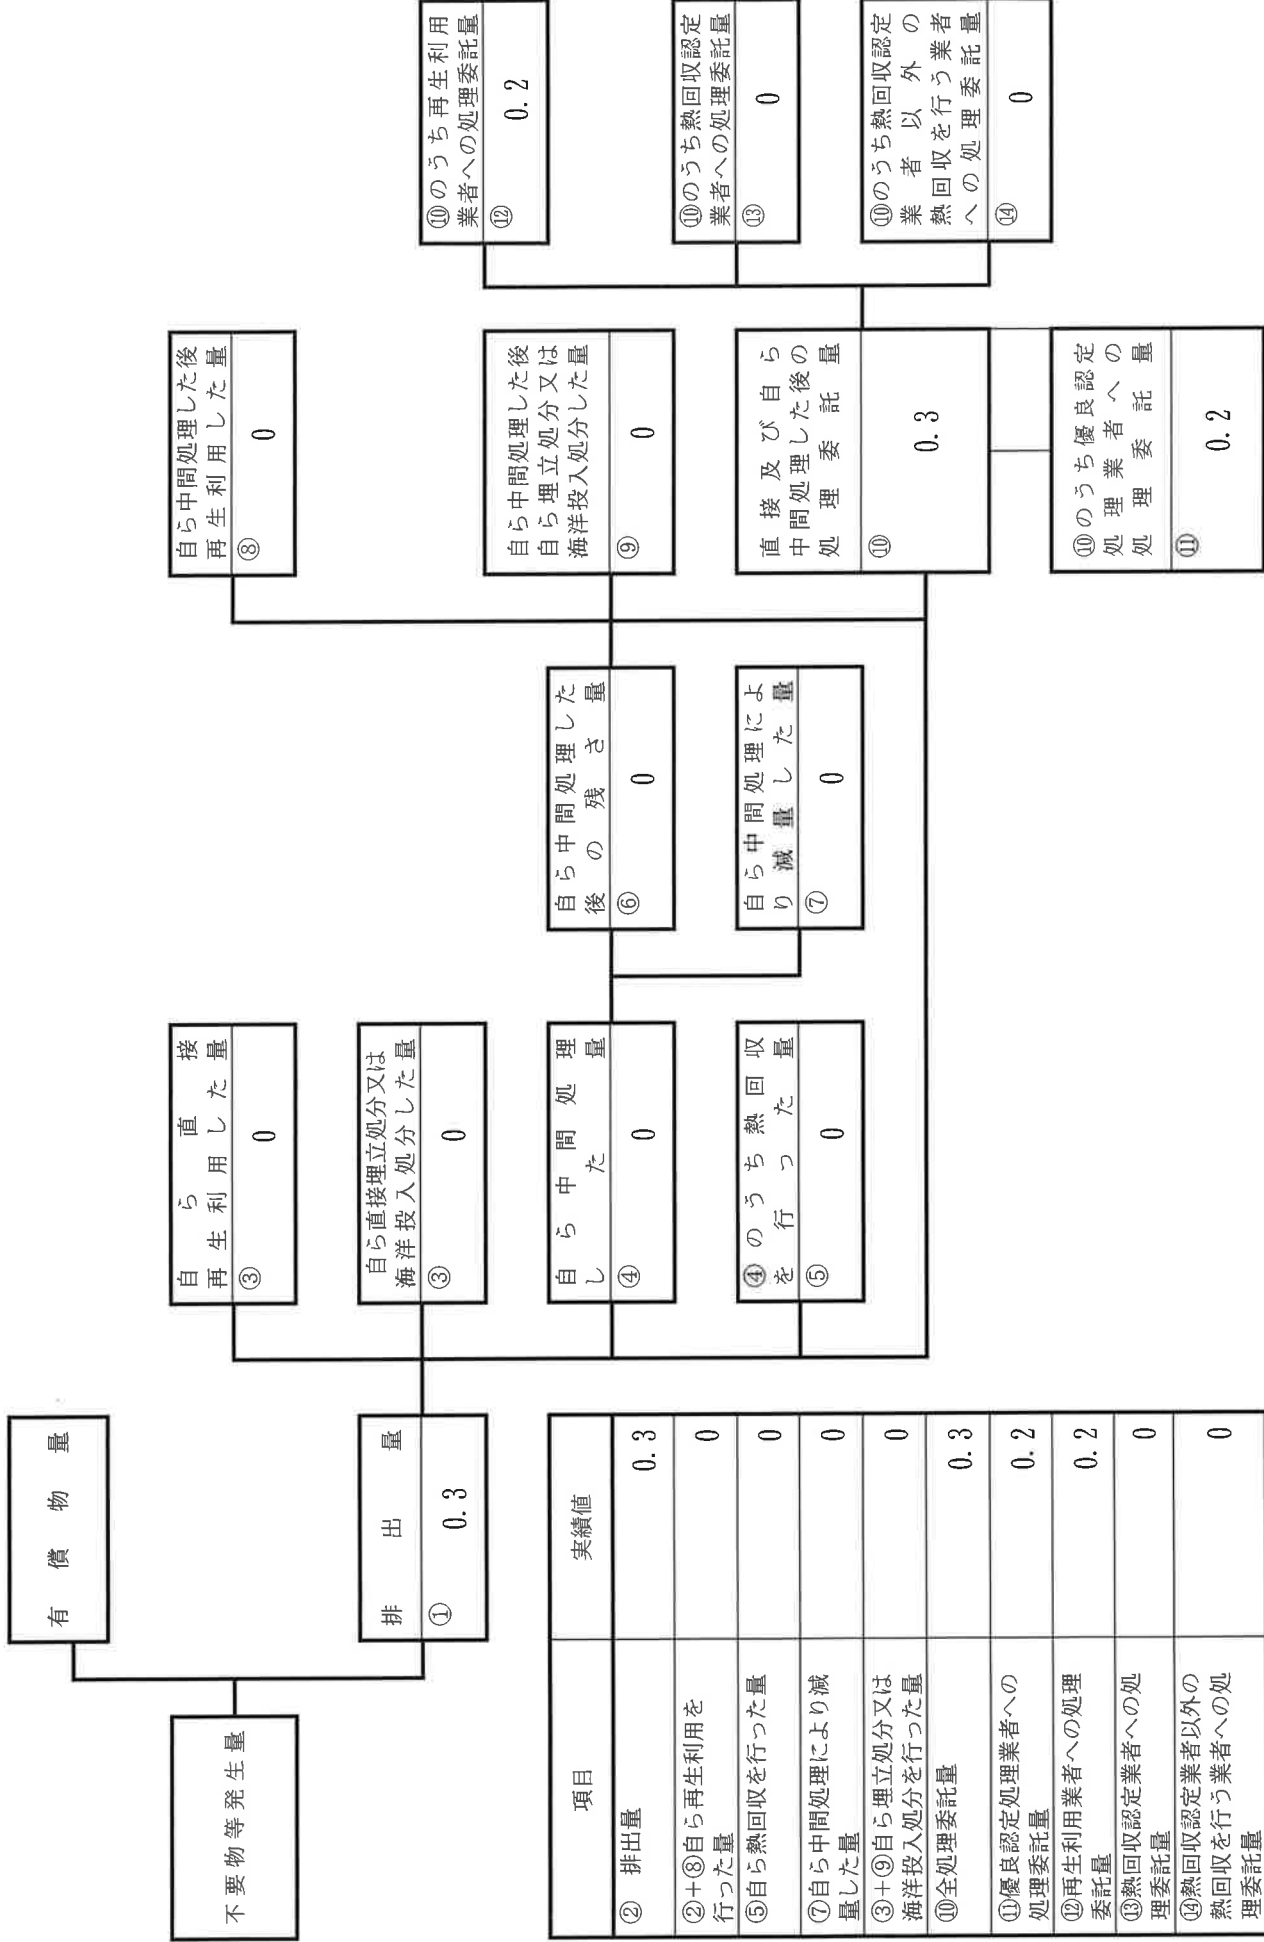 有償物量
不要物等発生量
排出量
① 0.3
自ら直接
再生利用した量
③ 0
自ら直接埋立処分又は
海洋投入処分した量
③ 0
自ら中間処理
した量
④ 0
④のうち熱回収
を行った量
⑤ 0
自ら中間処理した
後の残さ量
⑥ 0
自ら中間処理によ
り減量した量
⑦ 0
自ら中間処理した後
再生利用した量
⑧ 0
自ら中間処理した後
自ら埋立処分又は
海洋投入処分した量
⑨ 0
直接及び自ら
中間処理した後の
処理委託量
⑩ 0.3
⑩のうち優良認定
処理業者への
処理委託量
⑪ 0.2
⑩のうち再生利用
業者への処理委託量
⑫ 0.2
⑩のうち熱回収認定
業者への処理委託量
⑬ 0
⑩のうち熱回収認定
業者以外の
熱回収を行う業者
への処理委託量
⑭ 0
項目 実績値
② 排出量 0.3
②+⑧自ら再生利用を
行った量 0
⑤自ら熱回収を行った量 0
⑦自ら中間処理により減
量した量 0
③+⑨自ら埋立処分又は
海洋投入処分を行った量 0
⑩全処理委託量 0.3
⑪優良認定処理業者への
処理委託量 0.2
⑫再生利用業者への処理
委託量 0.2
⑬熱回収認定業者への処
理委託量 0
⑭熱回収認定業者以外の
熱回収を行う業者への処
理委託量 0